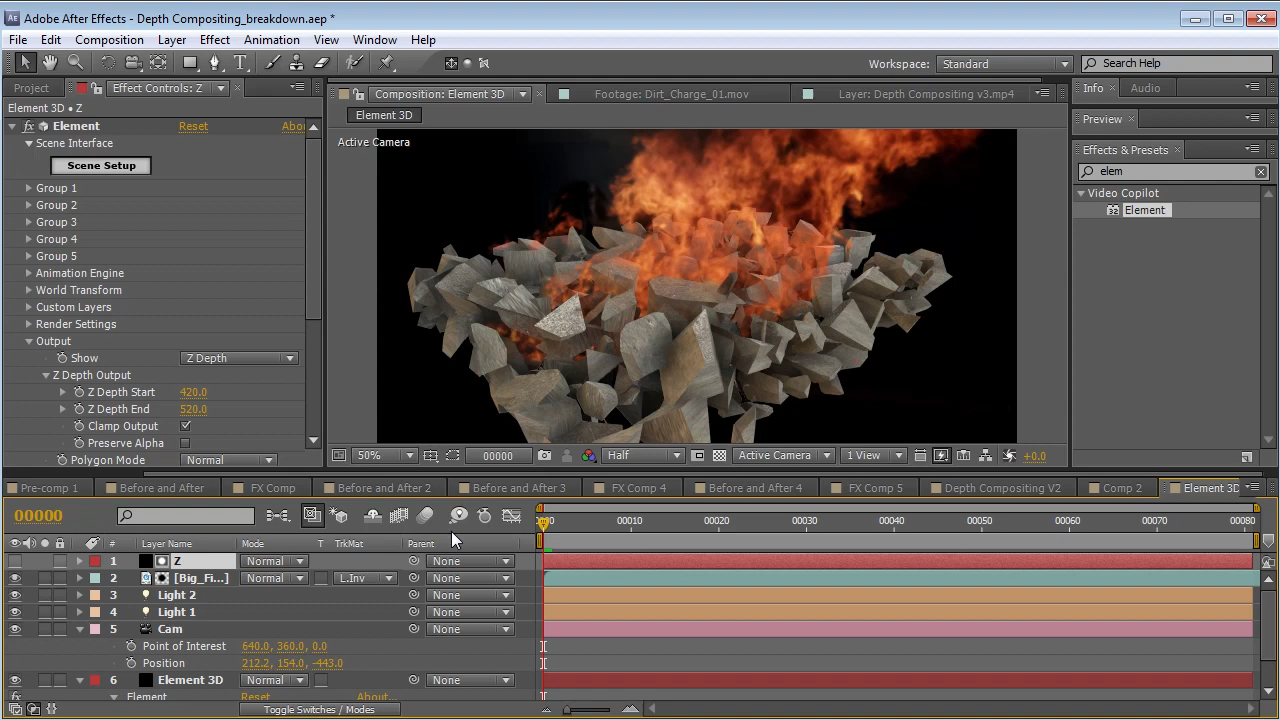 Adobe After Effects - Depth Compositing_breakdown.aep *
File Edit Composition Layer Effect Animation View Window Help
Workspace: Standard Search Help
Project Effect Controls: Z
Element 3D • Z
Element Reset Abou
Scene Interface
Scene Setup
Group 1
Group 2
Group 3
Group 4
Group 5
Animation Engine
World Transform
Custom Layers
Render Settings
Output
Show Z Depth
Z Depth Output
Z Depth Start 420.0
Z Depth End 520.0
Clamp Output
Preserve Alpha
Polygon Mode Normal
Composition: Element 3D Footage: Dirt_Charge_01.mov Layer: Depth Compositing v3.mp4
Element 3D
Active Camera
50% 00000 Half Active Camera 1 View +0.0
Info Audio
Preview
Effects & Presets
elem
Video Copilot
32 Element
Pre-comp 1 Before and After FX Comp Before and After 2 Before and After 3 FX Comp 4 Before and After 4 FX Comp 5 Depth Compositing V2 Comp 2 Element 3D
00000
00010 00020 00030 00040 00050 00060 00070 00080
# Layer Name Mode T TrkMat Parent
1 Z Normal None
2 [Big_Fi...] Normal L.Inv None
3 Light 2 None
4 Light 1 None
5 Cam None
Point of Interest 640.0, 360.0, 0.0
Position 212.2, 154.0, -443.0
6 Element 3D Normal None
Element Reset About...
Toggle Switches / Modes